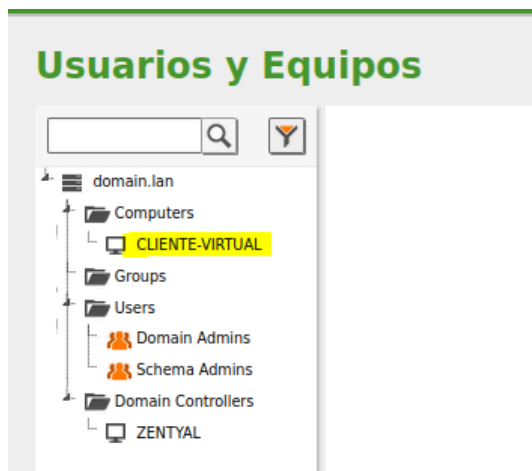 Usuarios y Equipos
domain.lan
Computers
CLIENTE-VIRTUAL
Groups
Users
Domain Admins
Schema Admins
Domain Controllers
ZENTYAL